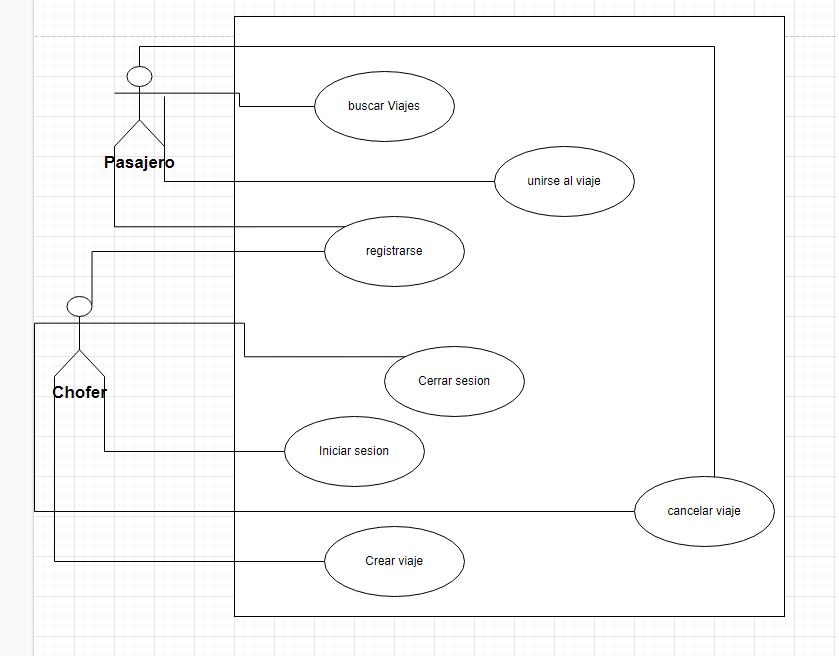 buscar Viajes
Pasajero
unirse al viaje
registrarse
Cerrar sesion
Chofer
Iniciar sesion
cancelar viaje
Crear viaje